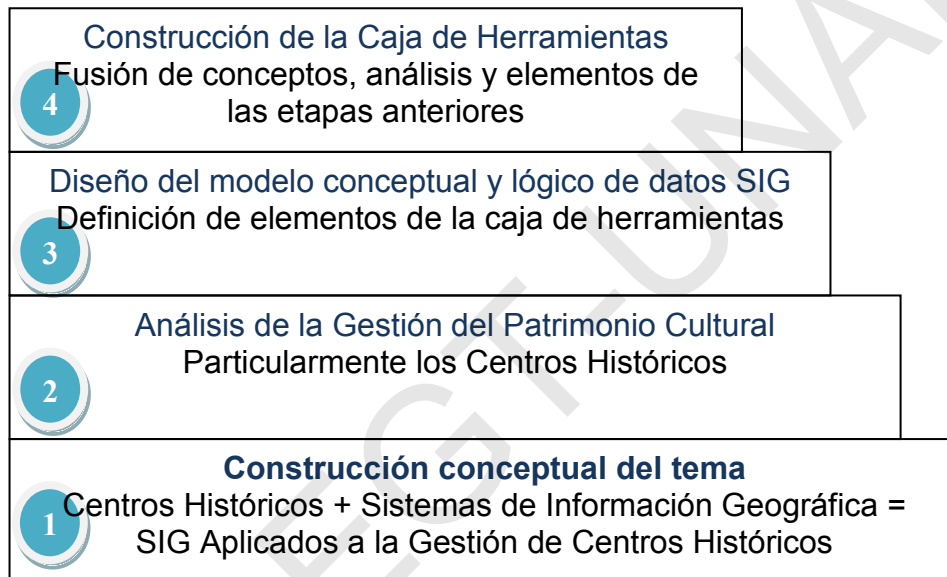 Construcción de la Caja de Herramientas
Fusión de conceptos, análisis y elementos de
las etapas anteriores
4
Diseño del modelo conceptual y lógico de datos SIG
Definición de elementos de la caja de herramientas
3
Análisis de la Gestión del Patrimonio Cultural
Particularmente los Centros Históricos
2
Construcción conceptual del tema
Centros Históricos + Sistemas de Información Geográfica =
SIG Aplicados a la Gestión de Centros Históricos
1